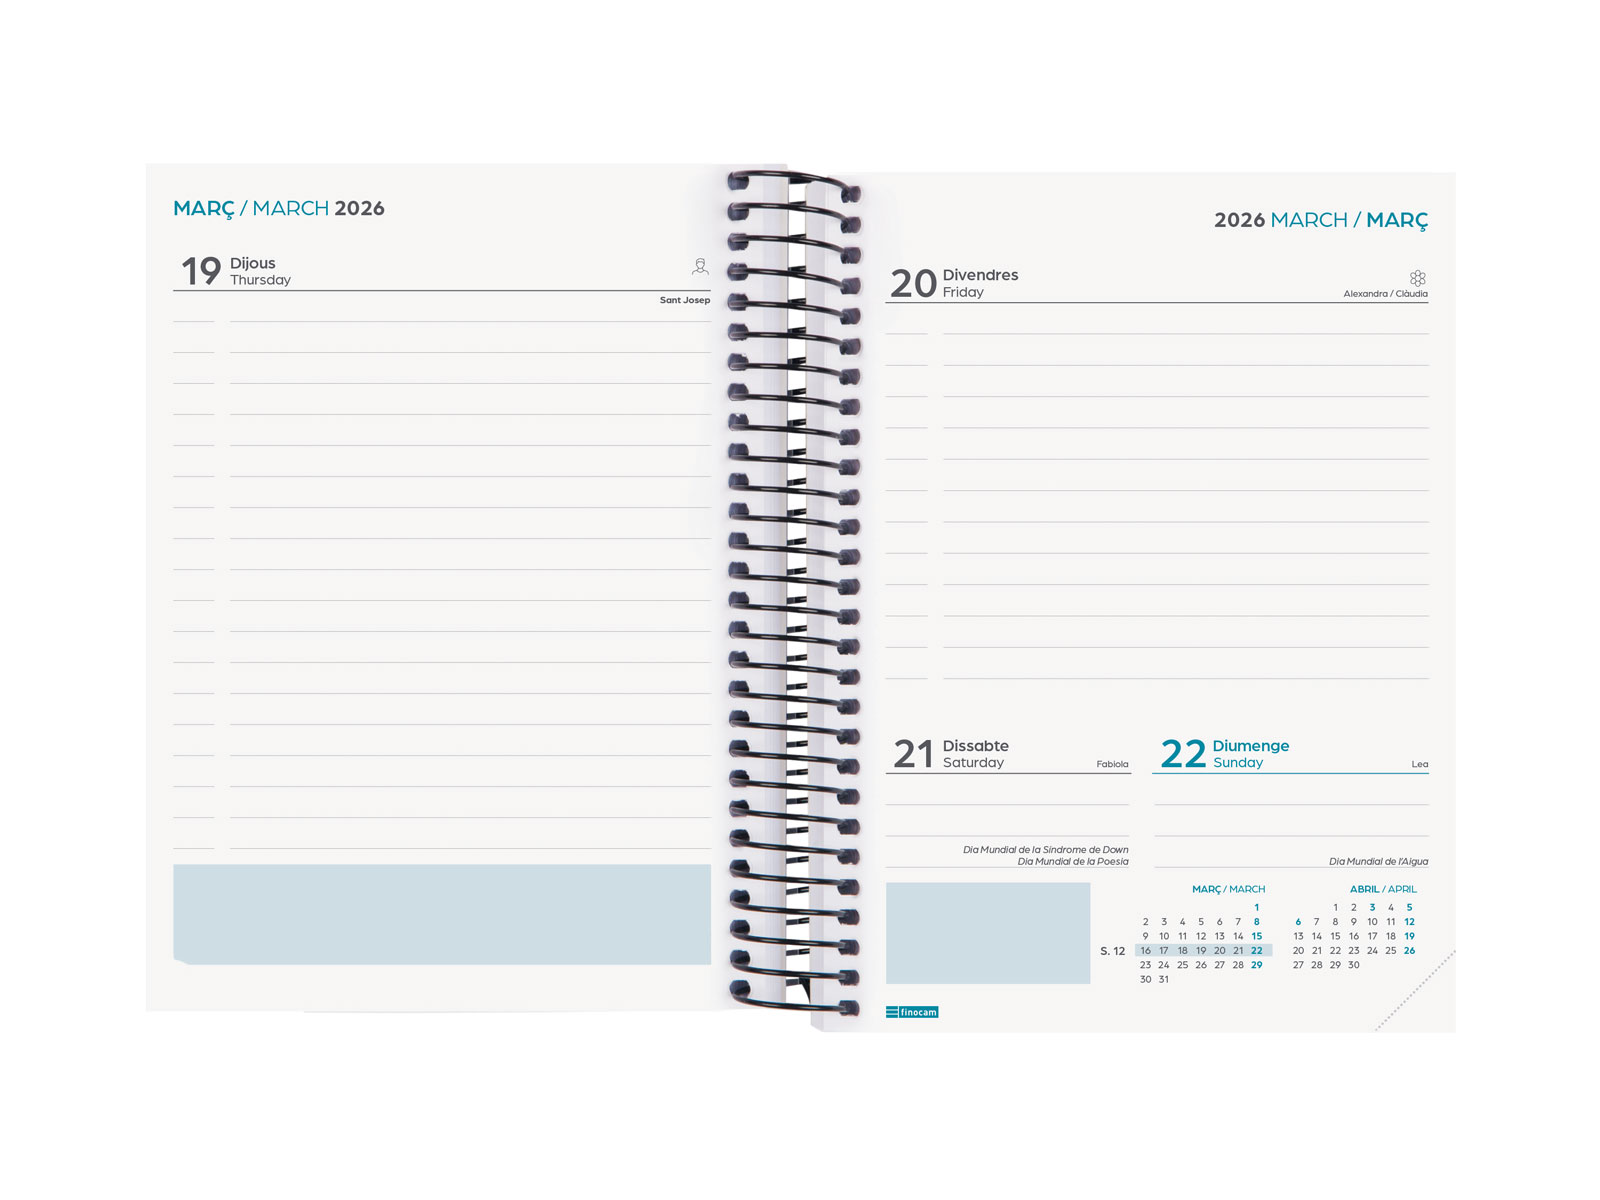 MARÇ / MARCH 2026
19 Dijous
Thursday
Sant Josep
2026 MARCH / MARÇ
20 Divendres
Friday
Alexandra / Clàudia
21 Dissabte
Saturday
Fabiola
Dia Mundial de la Síndrome de Down
Dia Mundial de la Poesia
22 Diumenge
Sunday
Lea
Dia Mundial de l'Aigua
S. 12
MARÇ / MARCH
1
2 3 4 5 6 7 8
9 10 11 12 13 14 15
16 17 18 19 20 21 22
23 24 25 26 27 28 29
30 31
ABRIL / APRIL
1 2 3 4 5
6 7 8 9 10 11 12
13 14 15 16 17 18 19
20 21 22 23 24 25 26
27 28 29 30
finocam